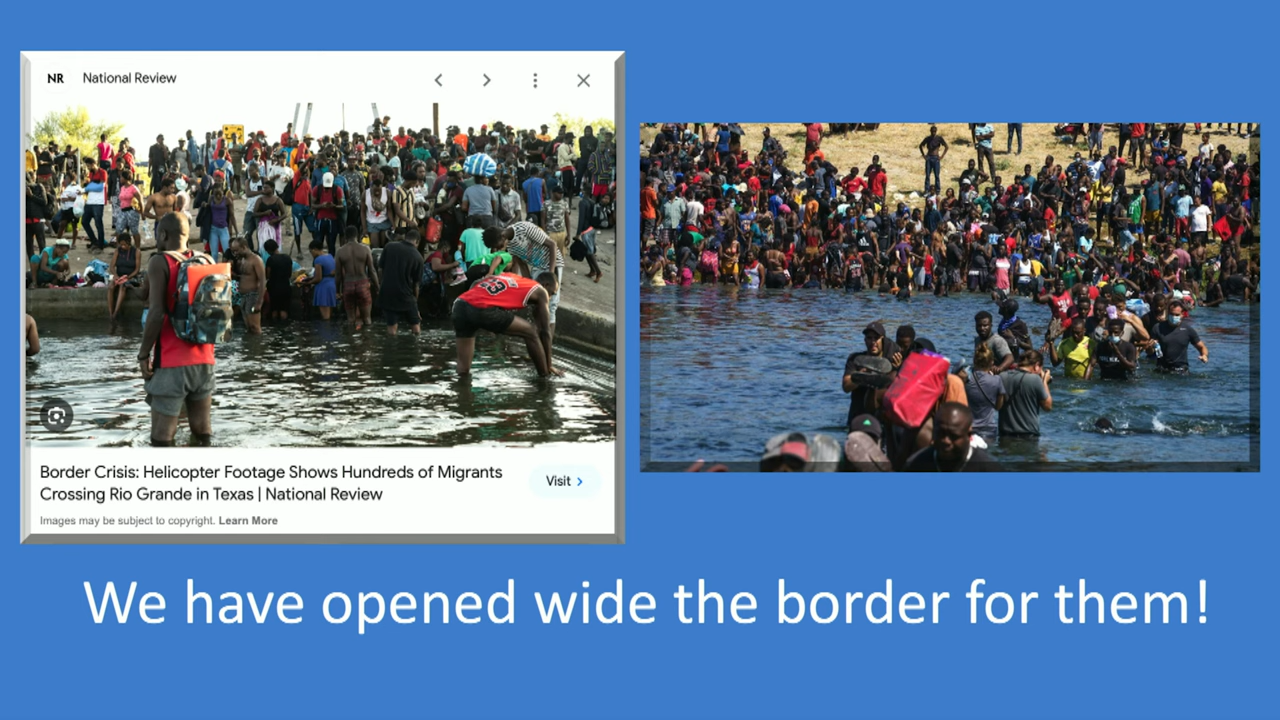 NR National Review
Border Crisis: Helicopter Footage Shows Hundreds of Migrants
Crossing Rio Grande in Texas | National Review
Visit >
Images may be subject to copyright. Learn More
We have opened wide the border for them!